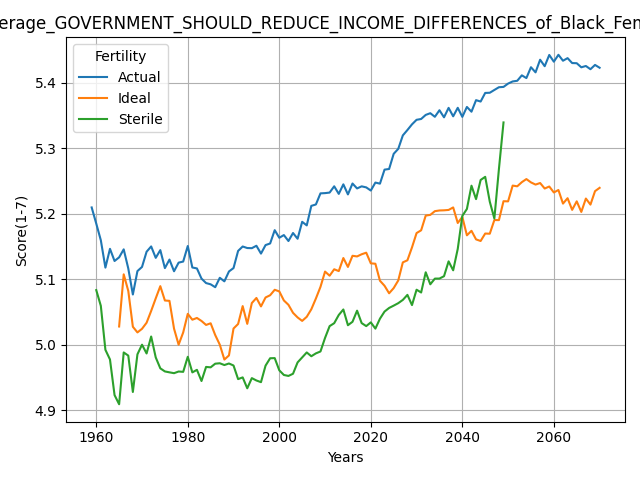 erage_GOVERNMENT_SHOULD_REDUCE_INCOME_DIFFERENCES_of_Black_Fem
Fertility
Actual
Ideal
Sterile
5.4
5.3
5.2
5.1
5.0
4.9
Score(1-7)
1960
1980
2000
2020
2040
2060
Years